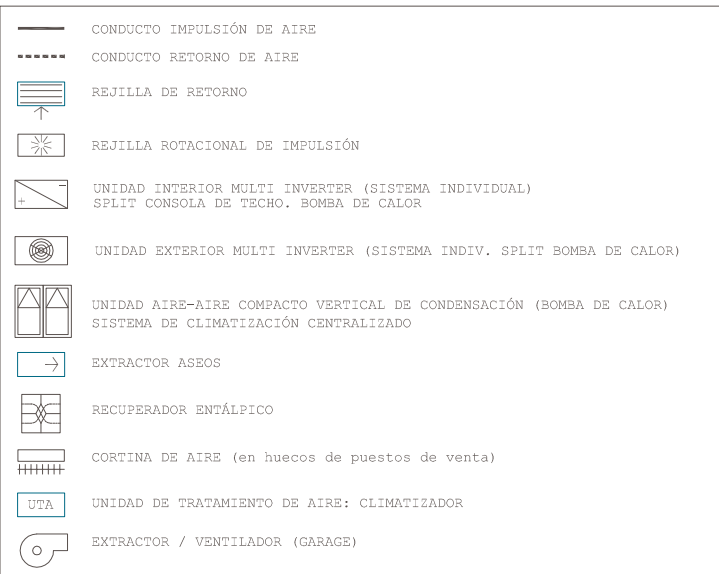 CONDUCTO IMPULSIÓN DE AIRE
CONDUCTO RETORNO DE AIRE
REJILLA DE RETORNO
REJILLA ROTACIONAL DE IMPULSIÓN
UNIDAD INTERIOR MULTI INVERTER (SISTEMA INDIVIDUAL)
SPLIT CONSOLA DE TECHO. BOMBA DE CALOR
UNIDAD EXTERIOR MULTI INVERTER (SISTEMA INDIV. SPLIT BOMBA DE CALOR)
UNIDAD AIRE-AIRE COMPACTO VERTICAL DE CONDENSACIÓN (BOMBA DE CALOR)
SISTEMA DE CLIMATIZACIÓN CENTRALIZADO
EXTRACTOR ASEOS
RECUPERADOR ENTÁLPICO
CORTINA DE AIRE (en huecos de puestos de venta)
UTA UNIDAD DE TRATAMIENTO DE AIRE: CLIMATIZADOR
EXTRACTOR / VENTILADOR (GARAGE)